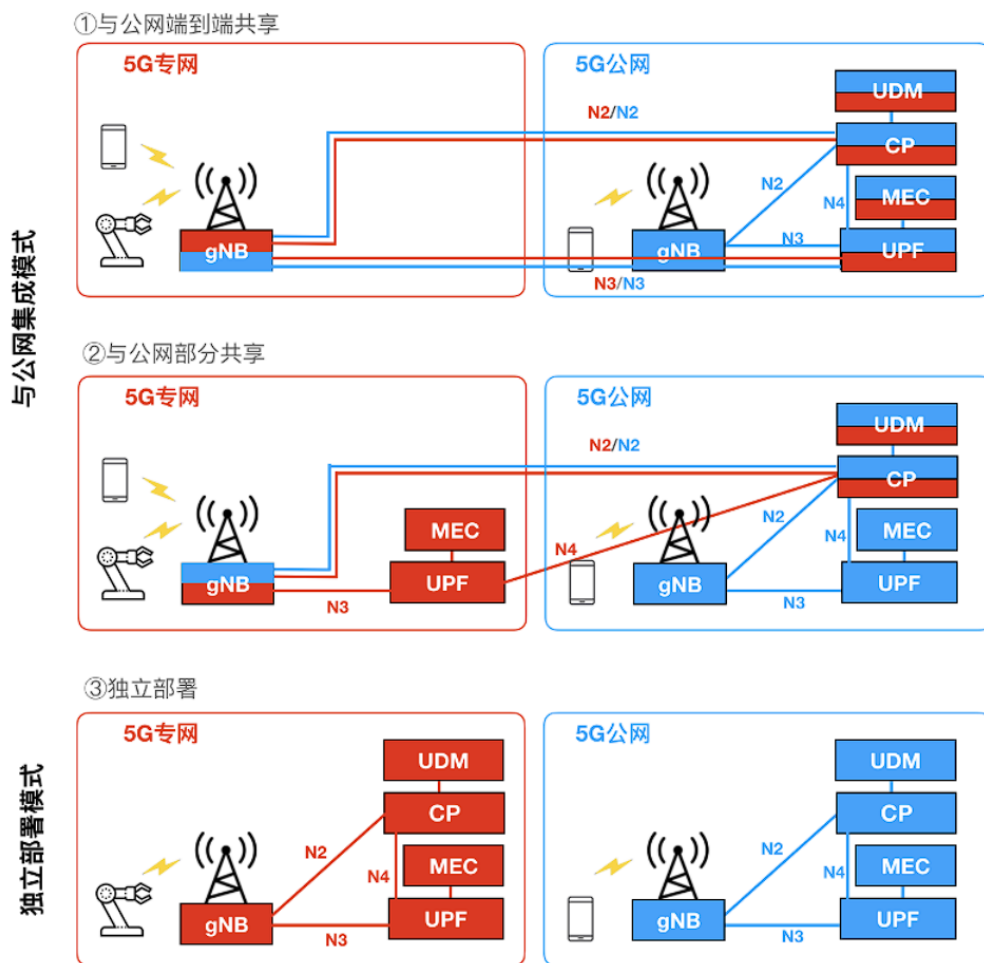 ①与公网端到端共享
5G专网
5G公网
UDM
N2/N2
CP
N2
MEC
N4
gNB
gNB
N3
UPF
N3/N3
与公网集成模式
②与公网部分共享
5G专网
5G公网
UDM
N2/N2
CP
MEC
N2
MEC
N4
N4
gNB
UPF
gNB
UPF
N3
N3
③独立部署
5G专网
5G公网
UDM
UDM
CP
CP
N2
N2
MEC
MEC
N4
N4
gNB
UPF
gNB
UPF
N3
N3
独立部署模式